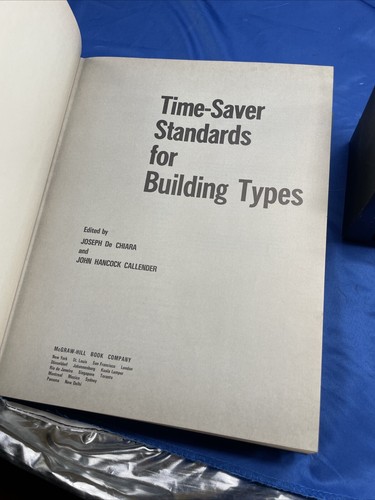 Time-Saver
Standards
for
Building Types
Edited by
JOSEPH De CHIARA
and
JOHN HANCOCK CALLENDER
McGRAW-HILL BOOK COMPANY
New York St. Louis San Francisco London
Düsseldorf Johannesburg Kuala Lumpur
Rio de Janeiro Singapore Toronto
Montreal Mexico Sydney
Panama New Delhi